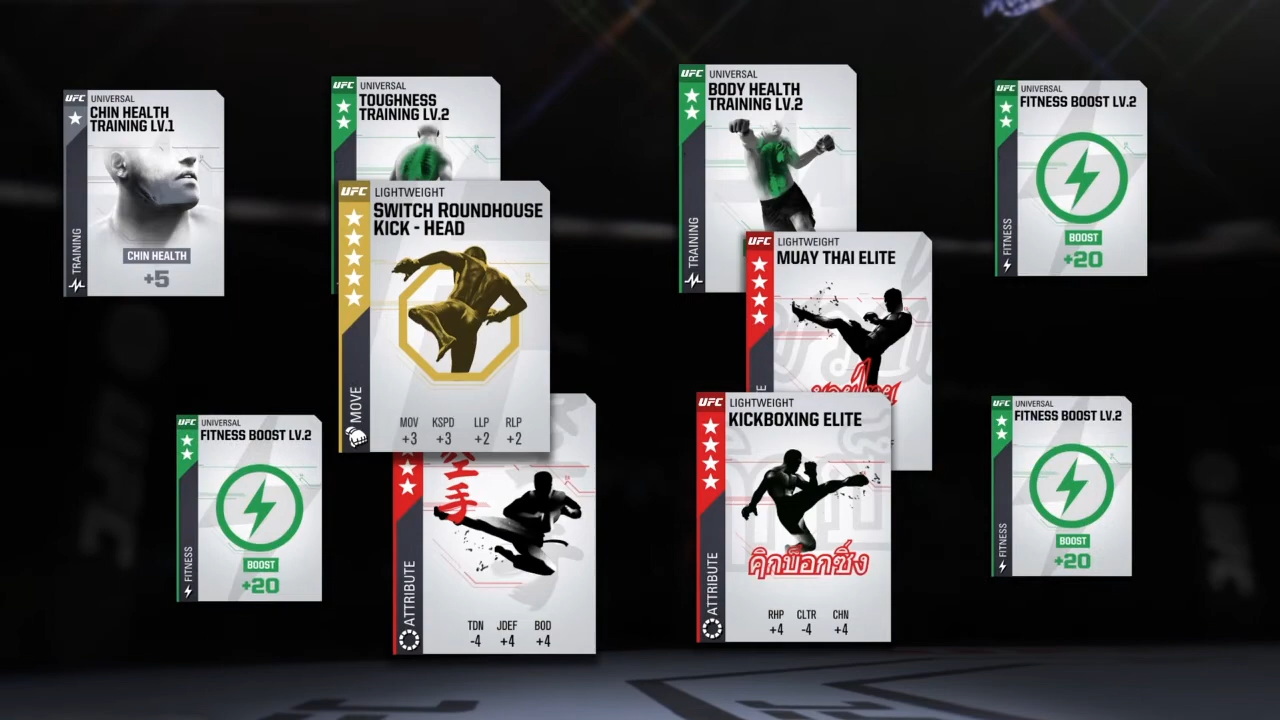 UFC UNIVERSAL
CHIN HEALTH
TRAINING LV.1
TRAINING
CHIN HEALTH
+5
UFC UNIVERSAL
TOUGHNESS
TRAINING LV.2
UFC UNIVERSAL
BODY HEALTH
TRAINING LV.2
TRAINING
UFC UNIVERSAL
FITNESS BOOST LV.2
FITNESS
BOOST
+20
UFC LIGHTWEIGHT
SWITCH ROUNDHOUSE
KICK - HEAD
MOVE
MOV KSPD LLP RLP
+3 +3 +2 +2
UFC LIGHTWEIGHT
MUAY THAI ELITE
UFC UNIVERSAL
FITNESS BOOST LV.2
FITNESS
BOOST
+20
空
手
ATTRIBUTE
TDN JDEF BOD
-4 +4 +4
UFC LIGHTWEIGHT
KICKBOXING ELITE
คิกบ็อกซิ่ง
ATTRIBUTE
RHP CLTR CHN
+4 -4 +4
UFC UNIVERSAL
FITNESS BOOST LV.2
FITNESS
BOOST
+20